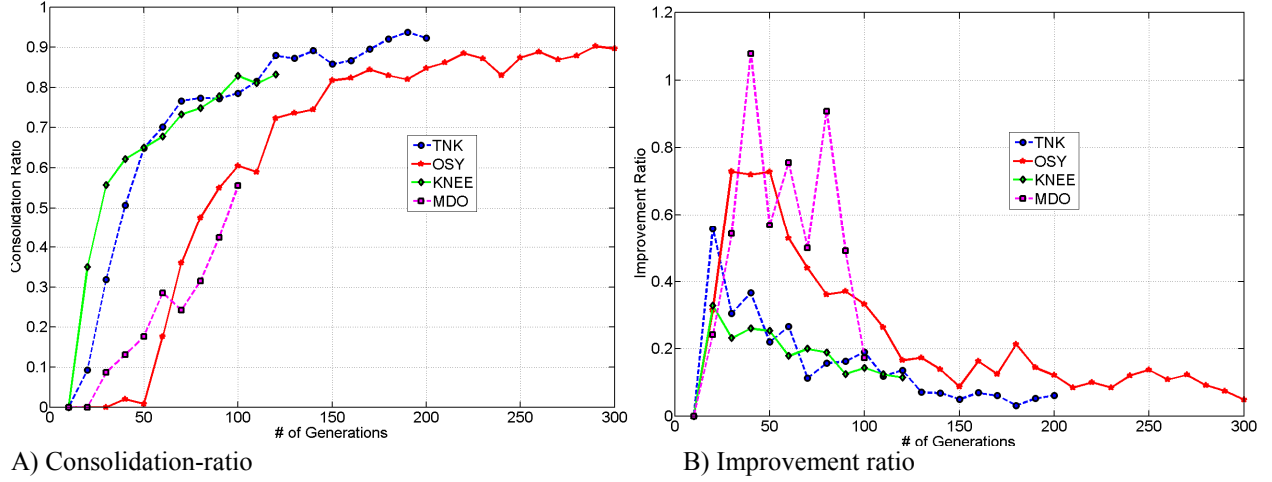 1
0.9
0.8
0.7
0.6
0.5
0.4
0.3
0.2
0.1
0
Consolidation Ratio
0 50 100 150 200 250 300
# of Generations
TNK
OSY
KNEE
MDO
A) Consolidation-ratio
1.2
1
0.8
0.6
0.4
0.2
0
Improvement Ratio
0 50 100 150 200 250 300
# of Generations
TNK
OSY
KNEE
MDO
B) Improvement ratio